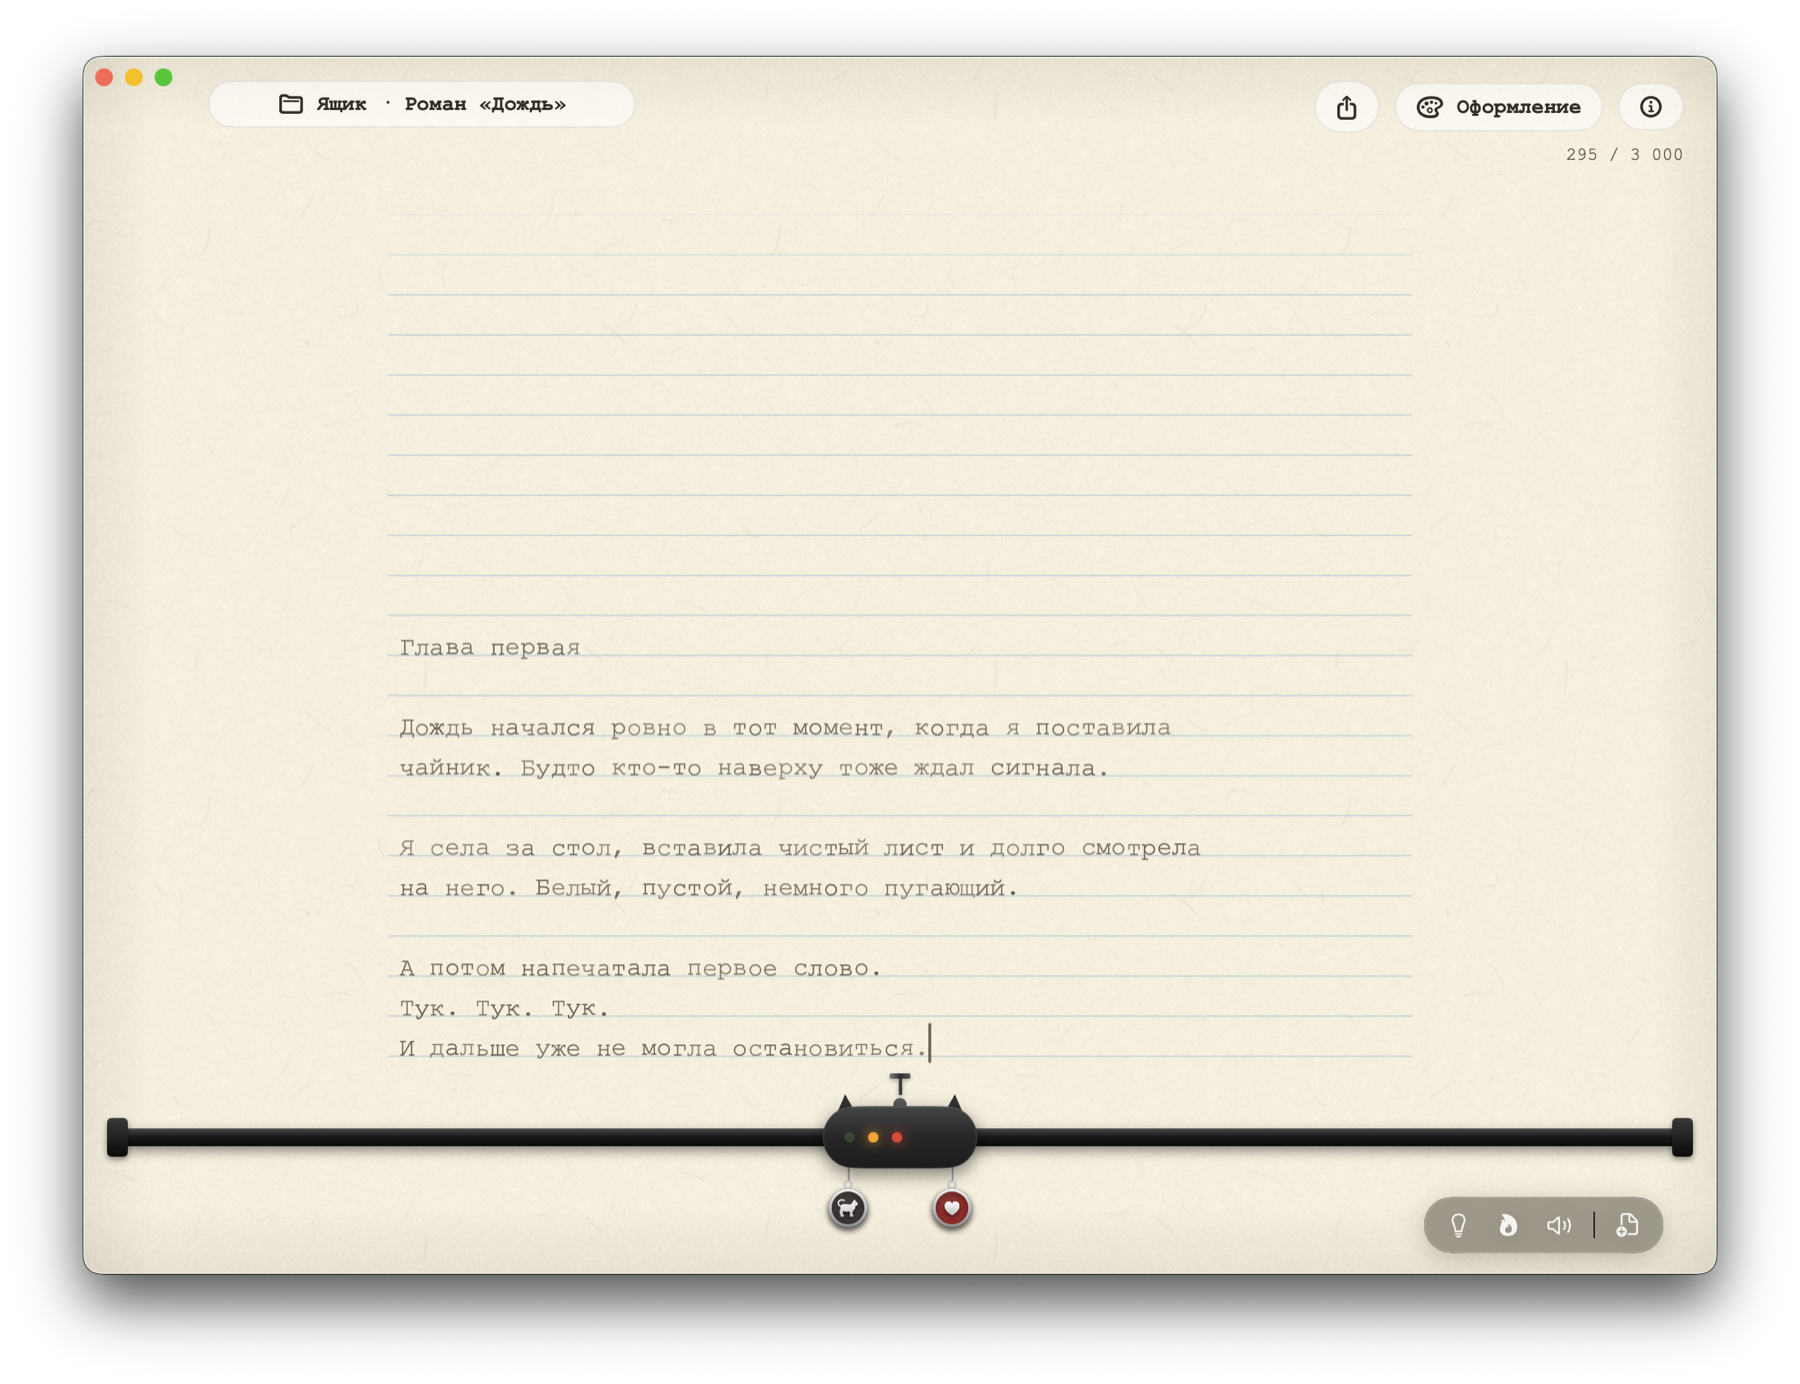 Ящик · Роман «Дождь»
Оформление
295 / 3 000
Глава первая
Дождь начался ровно в тот момент, когда я поставила
чайник. Будто кто-то наверху тоже ждал сигнала.
Я села за стол, вставила чистый лист и долго смотрела
на него. Белый, пустой, немного пугающий.
А потом напечатала первое слово.
Тук. Тук. Тук.
И дальше уже не могла остановиться.